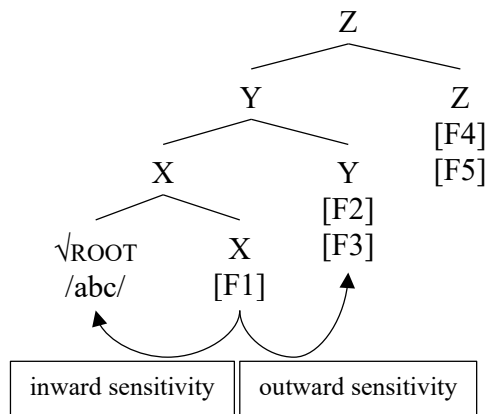 Z
Y Z
[F4]
X Y [F5]
[F2]
√ROOT X [F3]
/abc/ [F1]
inward sensitivity outward sensitivity